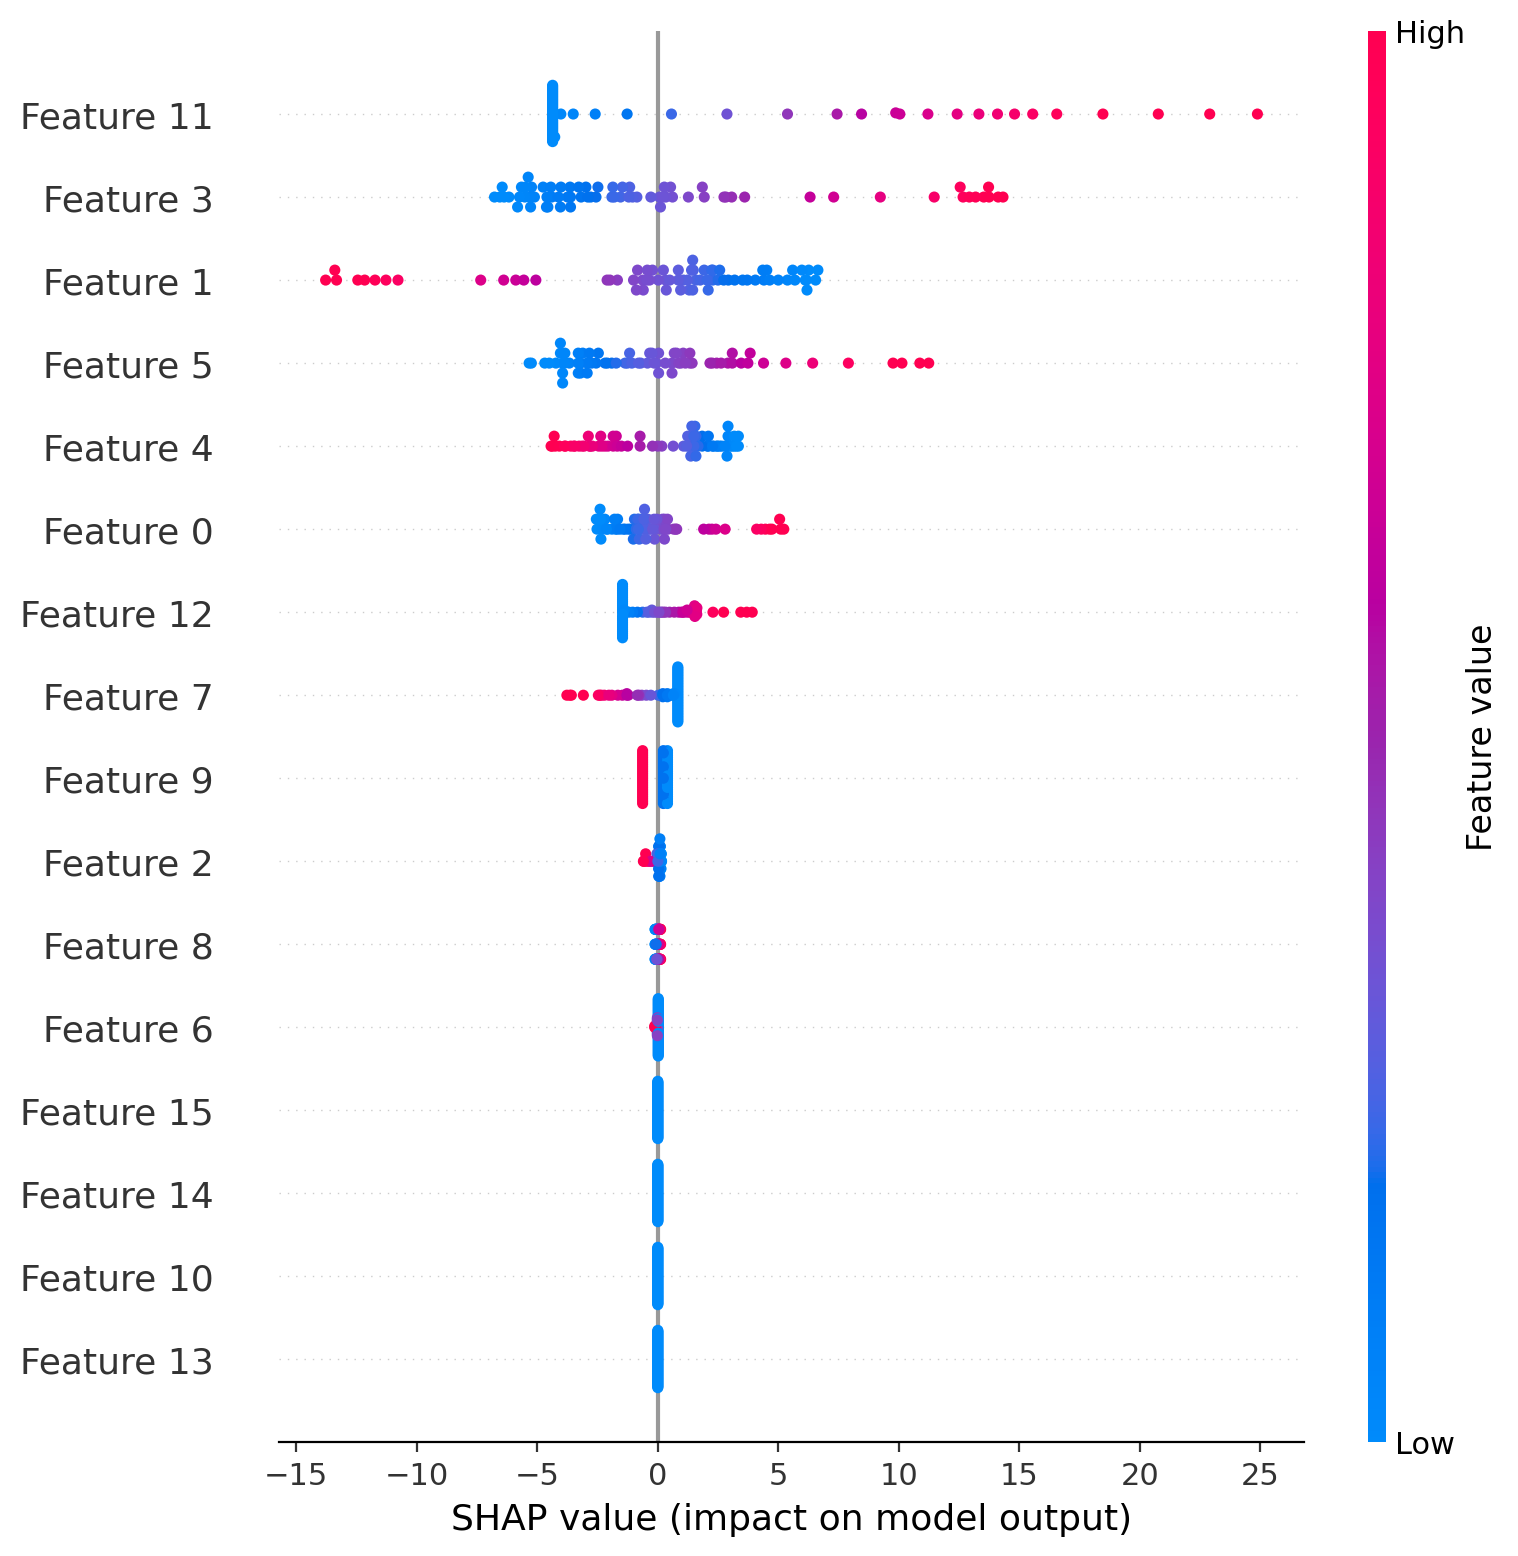 High
Feature 11
Feature 3
Feature 1
Feature 5
Feature 4
Feature 0
Feature 12
Feature 7
Feature 9
Feature 2
Feature 8
Feature 6
Feature 15
Feature 14
Feature 10
Feature 13
Feature value
Low
−15 −10 −5 0 5 10 15 20 25
SHAP value (impact on model output)